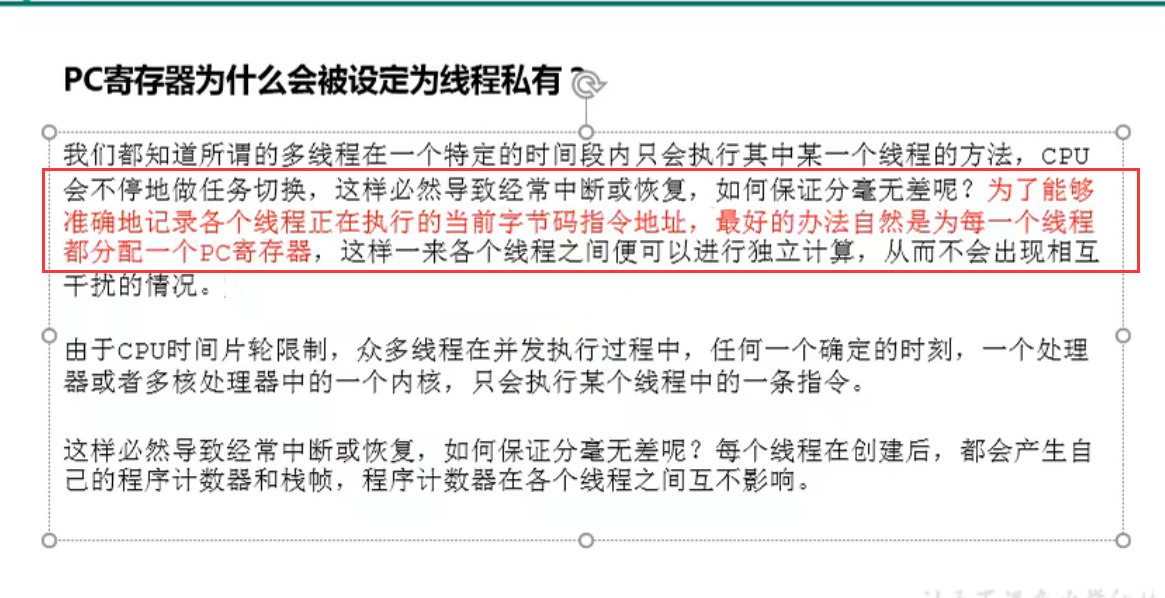 PC寄存器为什么会被设定为线程私有?
我们都知道所谓的多线程在一个特定的时间段内只会执行其中某一个线程的方法，CPU
会不停地做任务切换，这样必然导致经常中断或恢复，如何保证分毫无差呢？为了能够
准确地记录各个线程正在执行的当前字节码指令地址，最好的办法自然是为每一个线程
都分配一个PC寄存器，这样一来各个线程之间便可以进行独立计算，从而不会出现相互
干扰的情况。
由于CPU时间片轮限制，众多线程在并发执行过程中，任何一个确定的时刻，一个处理
器或者多核处理器中的一个内核，只会执行某个线程中的一条指令。
这样必然导致经常中断或恢复，如何保证分毫无差呢？每个线程在创建后，都会产生自
己的程序计数器和栈帧，程序计数器在各个线程之间互不影响。